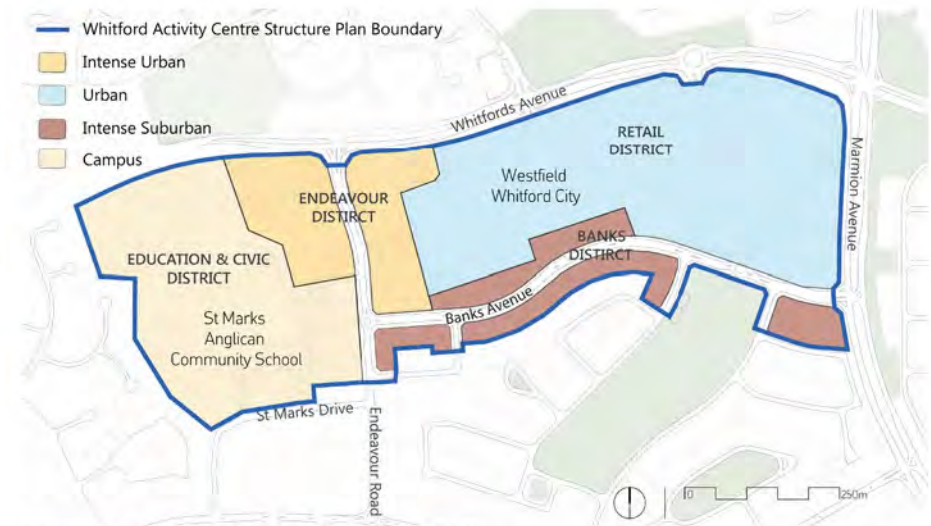 Whitford Activity Centre Structure Plan Boundary
Intense Urban
Urban
Intense Suburban
Campus
Whitfords Avenue
RETAIL
DISTRICT
Marmion Avenue
Westfield
Whitford City
ENDEAVOUR
DISTIRCT
BANKS
DISTIRCT
EDUCATION & CIVIC
DISTRICT
Banks Avenue
St Marks
Anglican
Community School
St Marks Drive
Endeavour Road
0
250m